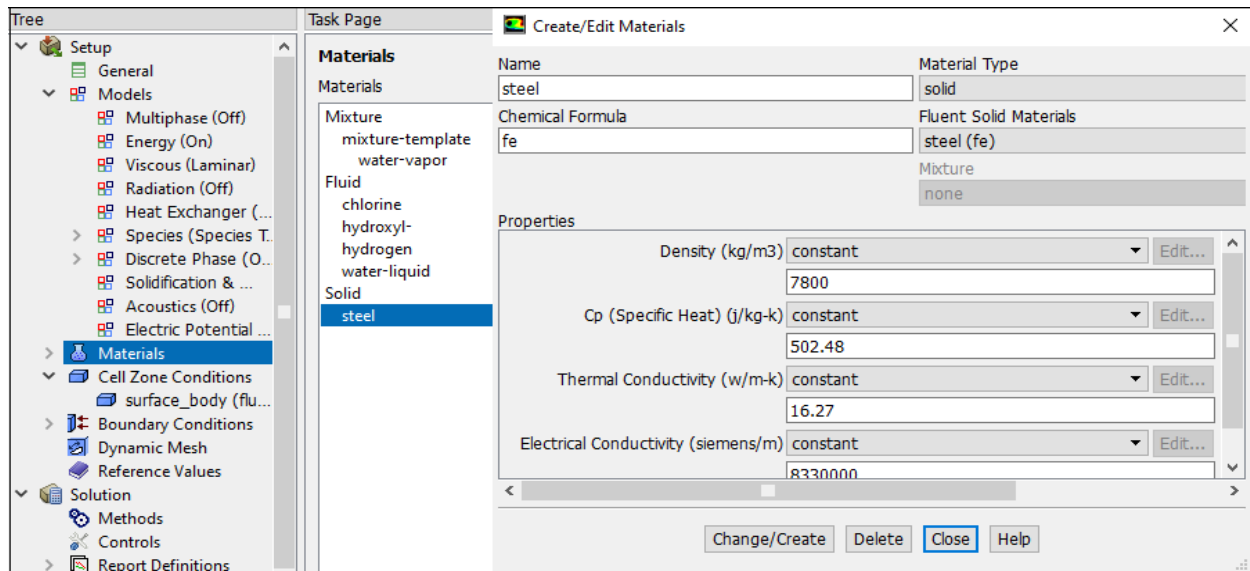 Tree
Setup
General
Models
Multiphase (Off)
Energy (On)
Viscous (Laminar)
Radiation (Off)
Heat Exchanger (...
Species (Species T...
Discrete Phase (O...
Solidification & ...
Acoustics (Off)
Electric Potential ...
Materials
Cell Zone Conditions
surface_body (flu...
Boundary Conditions
Dynamic Mesh
Reference Values
Solution
Methods
Controls
Report Definitions
Task Page
Materials
Materials
Mixture
mixture-template
water-vapor
Fluid
chlorine
hydroxyl-
hydrogen
water-liquid
Solid
steel
Create/Edit Materials
Name
steel
Material Type
solid
Chemical Formula
fe
Fluent Solid Materials
steel (fe)
Mixture
none
Properties
Density (kg/m3) constant Edit...
7800
Cp (Specific Heat) (j/kg-k) constant Edit...
502.48
Thermal Conductivity (w/m-k) constant Edit...
16.27
Electrical Conductivity (siemens/m) constant Edit...
8330000
Change/Create Delete Close Help